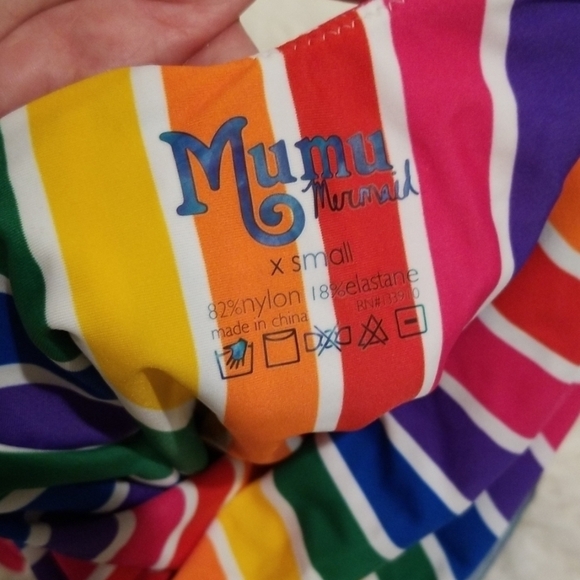 Mumu
Mermaid
x small
82%nylon 18%elastane
made in china